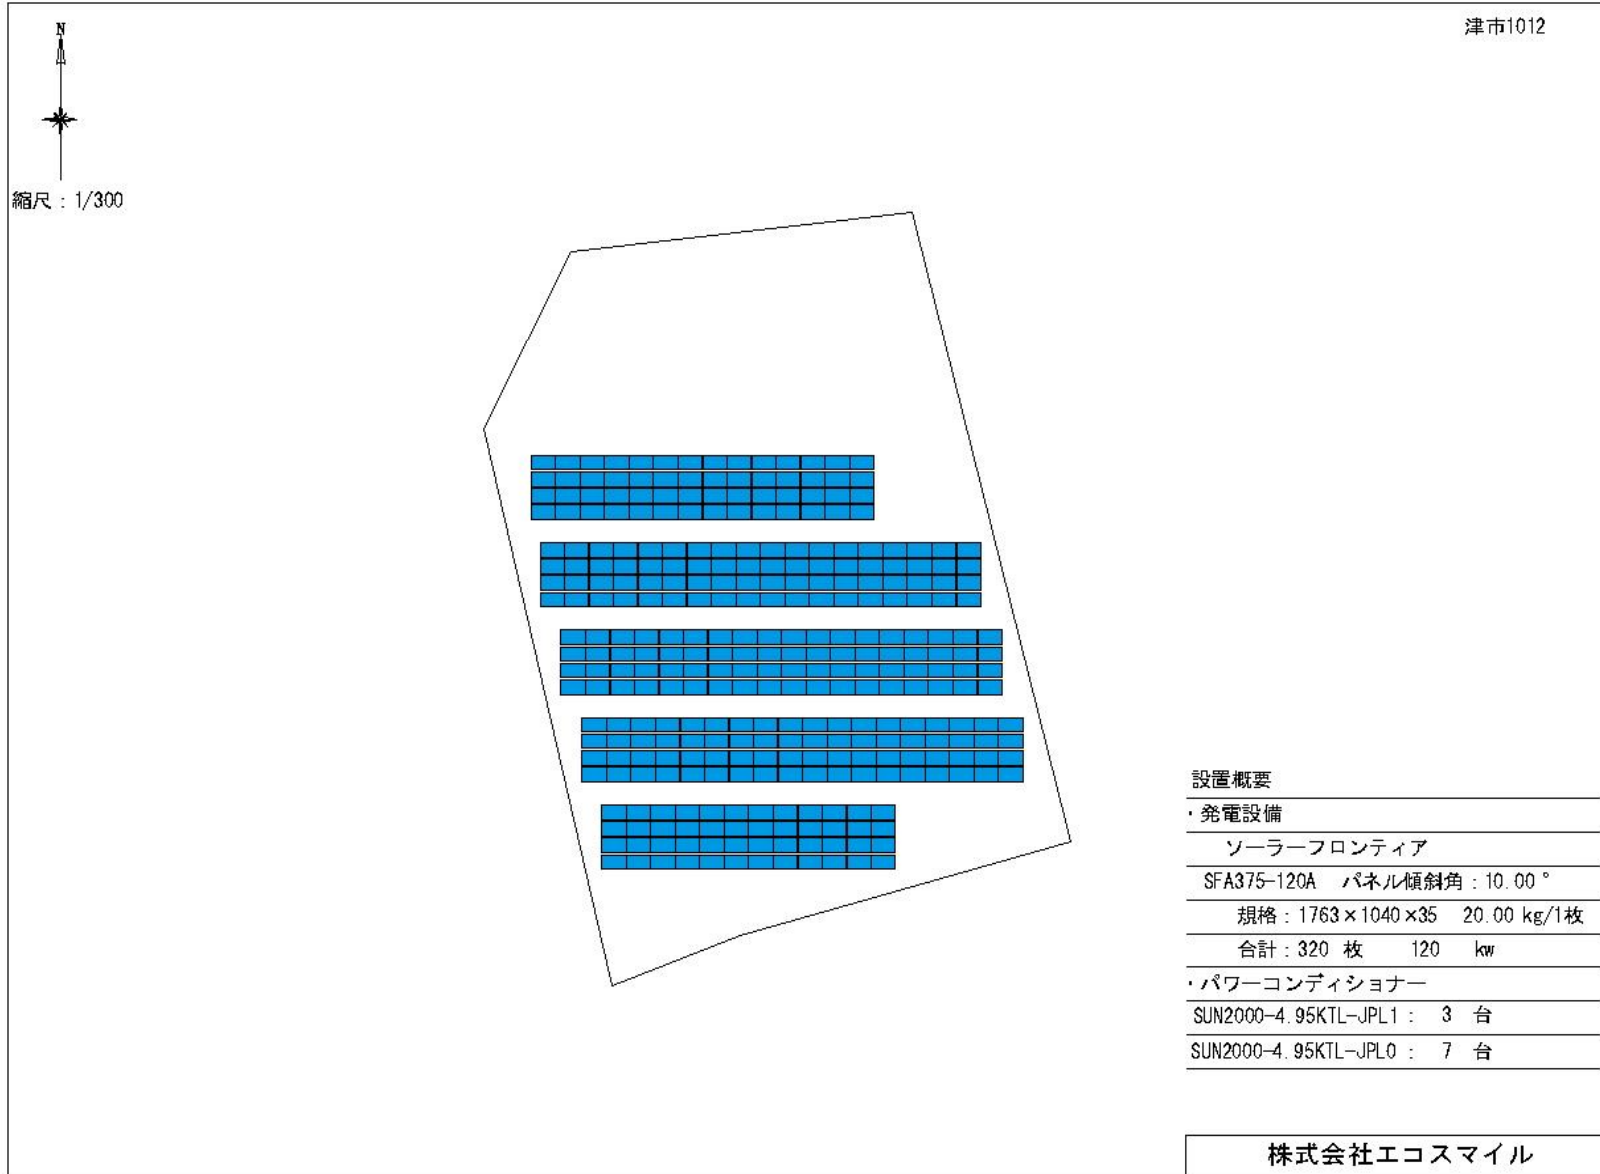 津市1012
N
縮尺：1/300
設置概要
・発電設備
ソーラーフロンティア
SFA375-120A パネル傾斜角：10.00°
規格：1763×1040×35 20.00 kg/1枚
合計：320 枚 120 kw
・パワーコンディショナー
SUN2000-4.95KTL-JPL1： 3 台
SUN2000-4.95KTL-JPL0： 7 台
株式会社エコスマイル